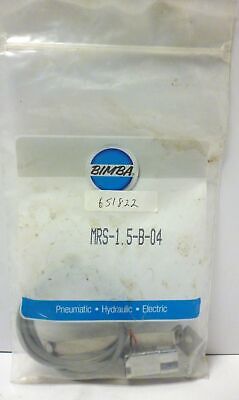 BIMBA
651822
MRS-1.5-B-04
Pneumatic • Hydraulic • Electric